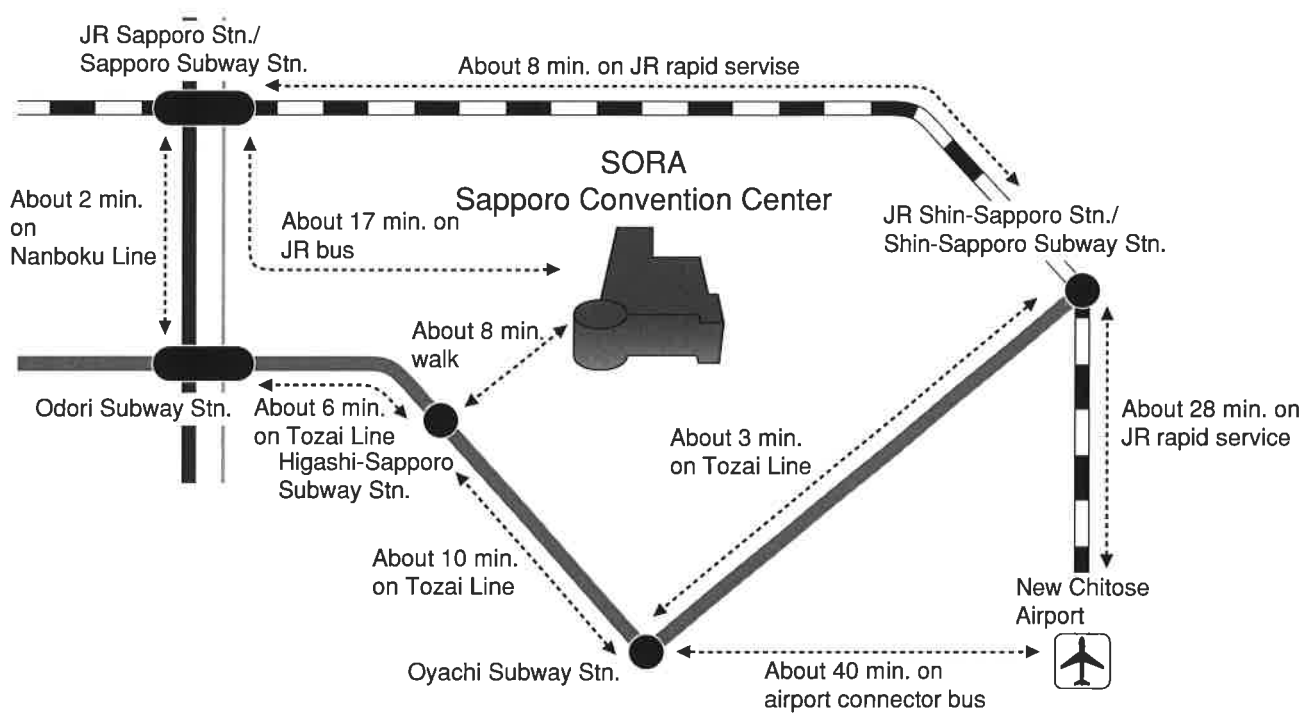 JR Sapporo Stn./
Sapporo Subway Stn.
About 8 min. on JR rapid servise
SORA
Sapporo Convention Center
About 2 min.
on
Nanboku Line
About 17 min. on
JR bus
JR Shin-Sapporo Stn./
Shin-Sapporo Subway Stn.
About 8 min.
walk
Odori Subway Stn.
About 6 min.
on Tozai Line
Higashi-Sapporo
Subway Stn.
About 3 min.
on Tozai Line
About 28 min. on
JR rapid service
About 10 min.
on Tozai Line
New Chitose
Airport
Oyachi Subway Stn.
About 40 min. on
airport connector bus